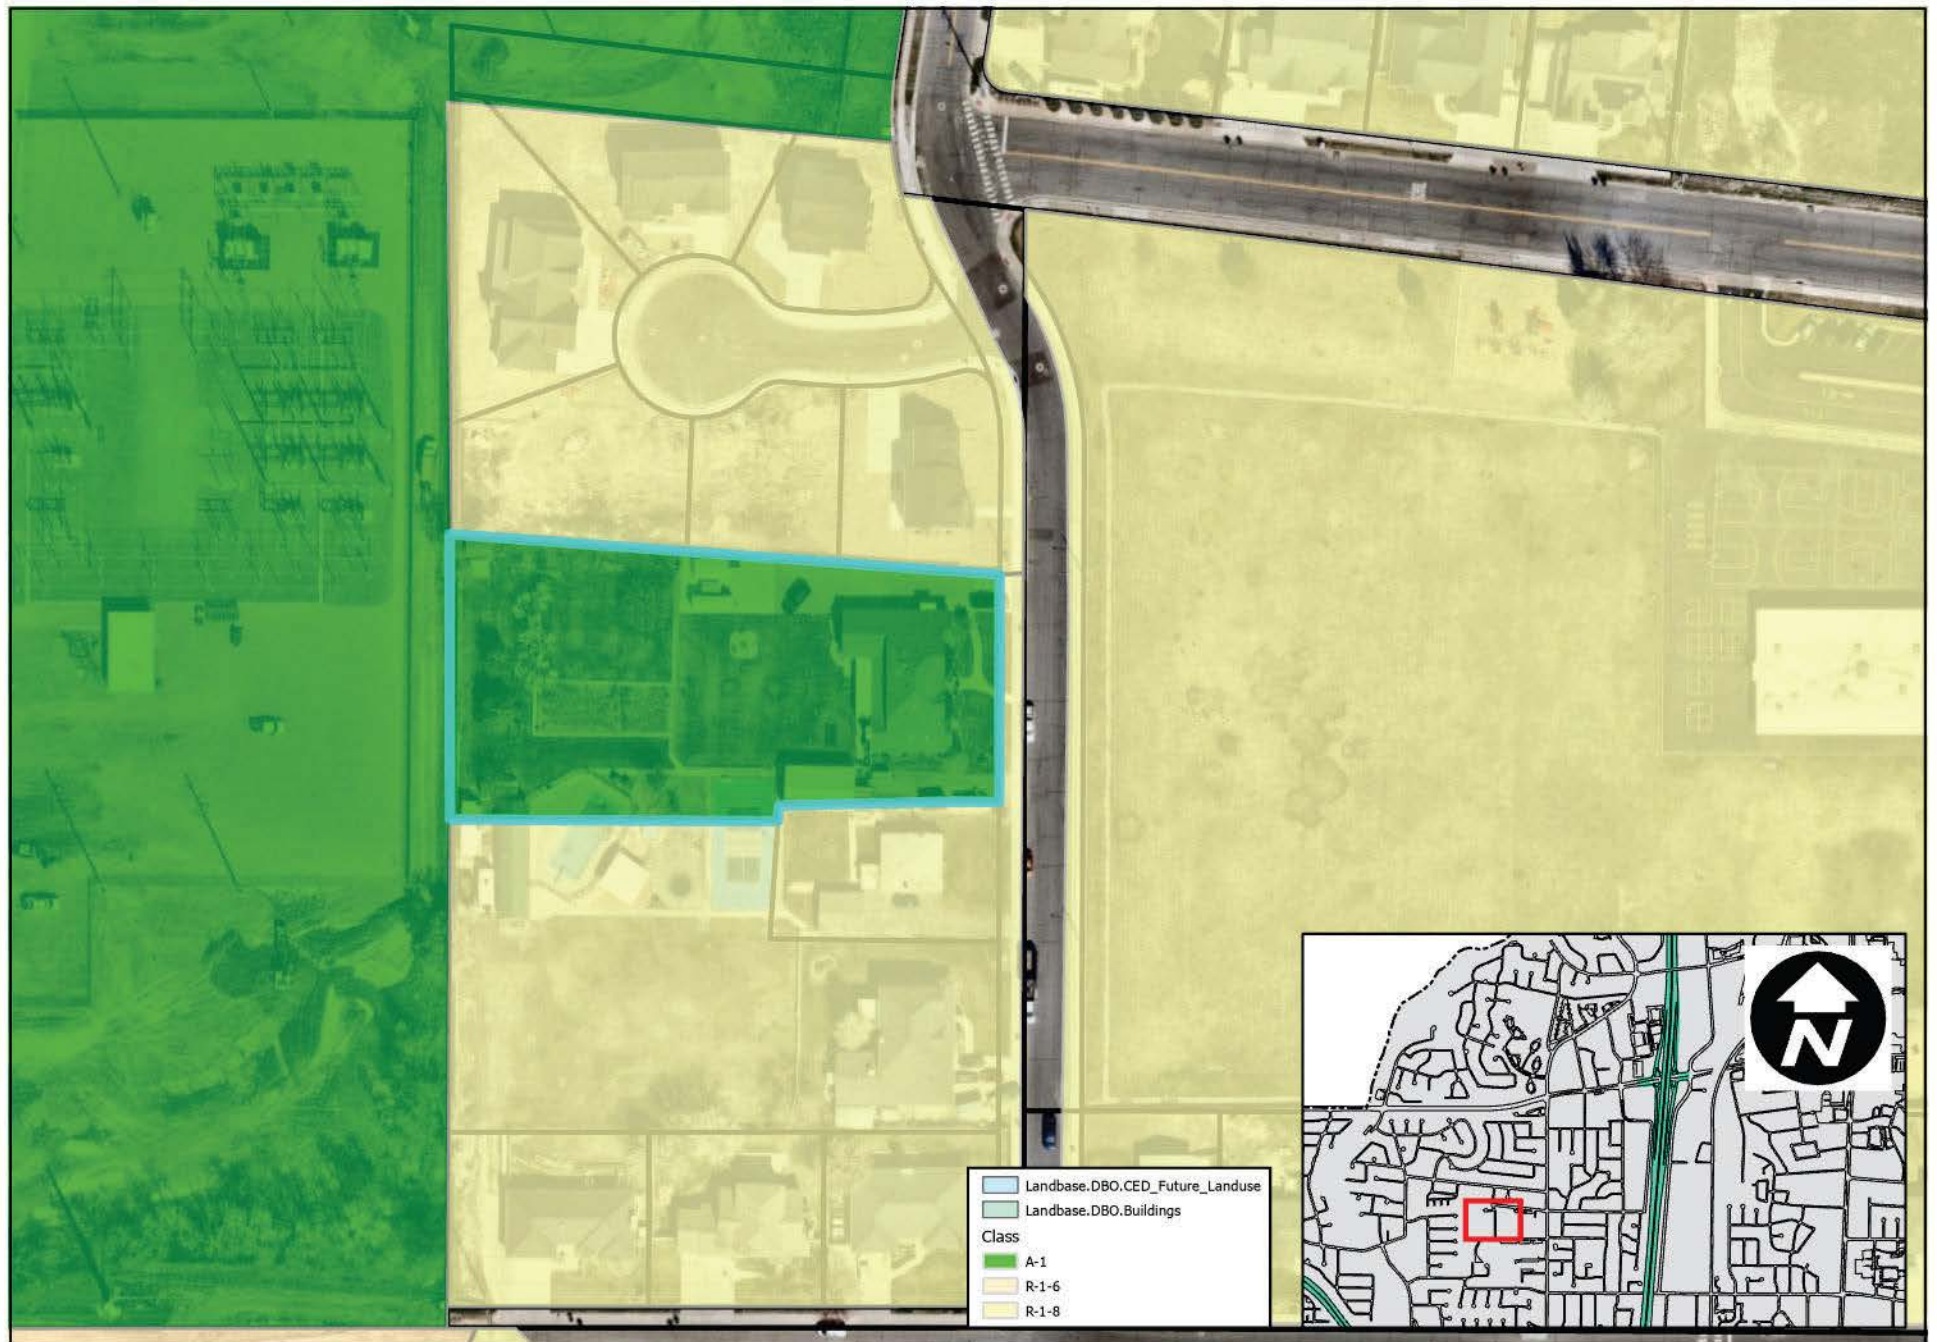 N
Landbase.DBO.CED_Future_Landuse
Landbase.DBO.Buildings
Class
A-1
R-1-6
R-1-8